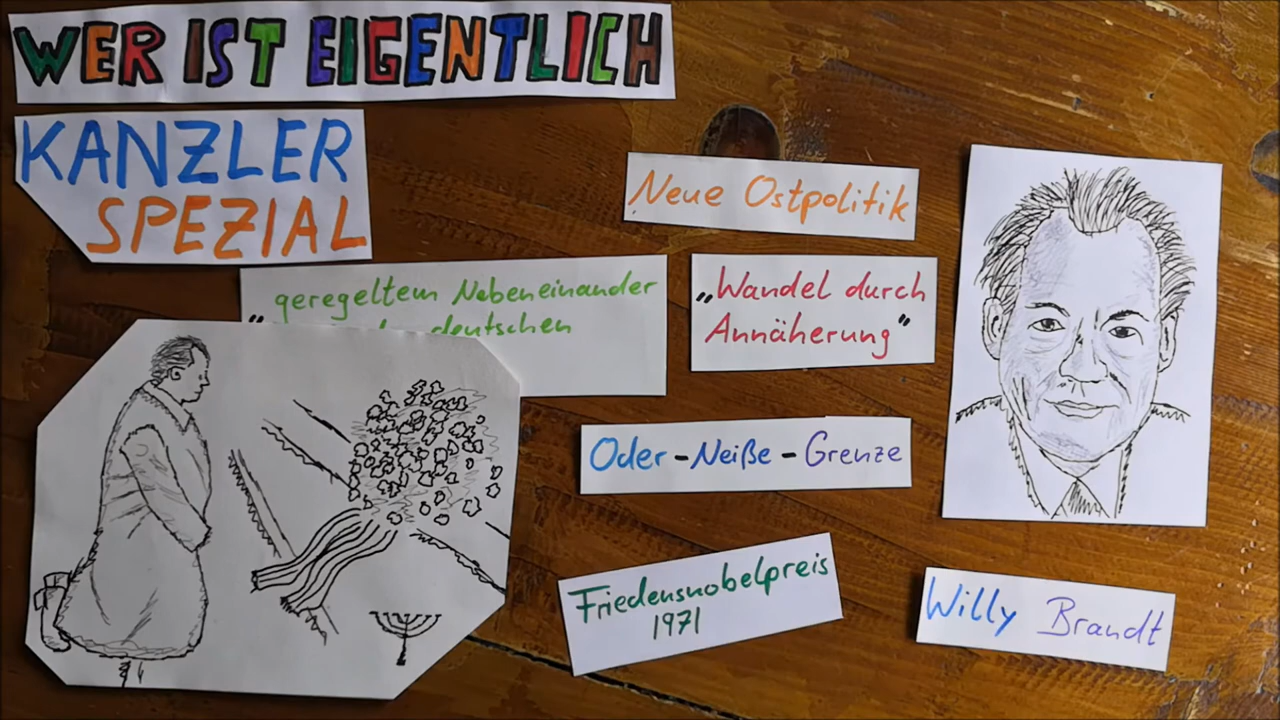 WER IST EIGENTLICH
KANZLER
SPEZIAL
Neue Ostpolitik
geregeltem Nebeneinander
deutschen
„Wandel durch
Annäherung“
Oder-Neiße-Grenze
Friedensnobelpreis
1971
Willy Brandt